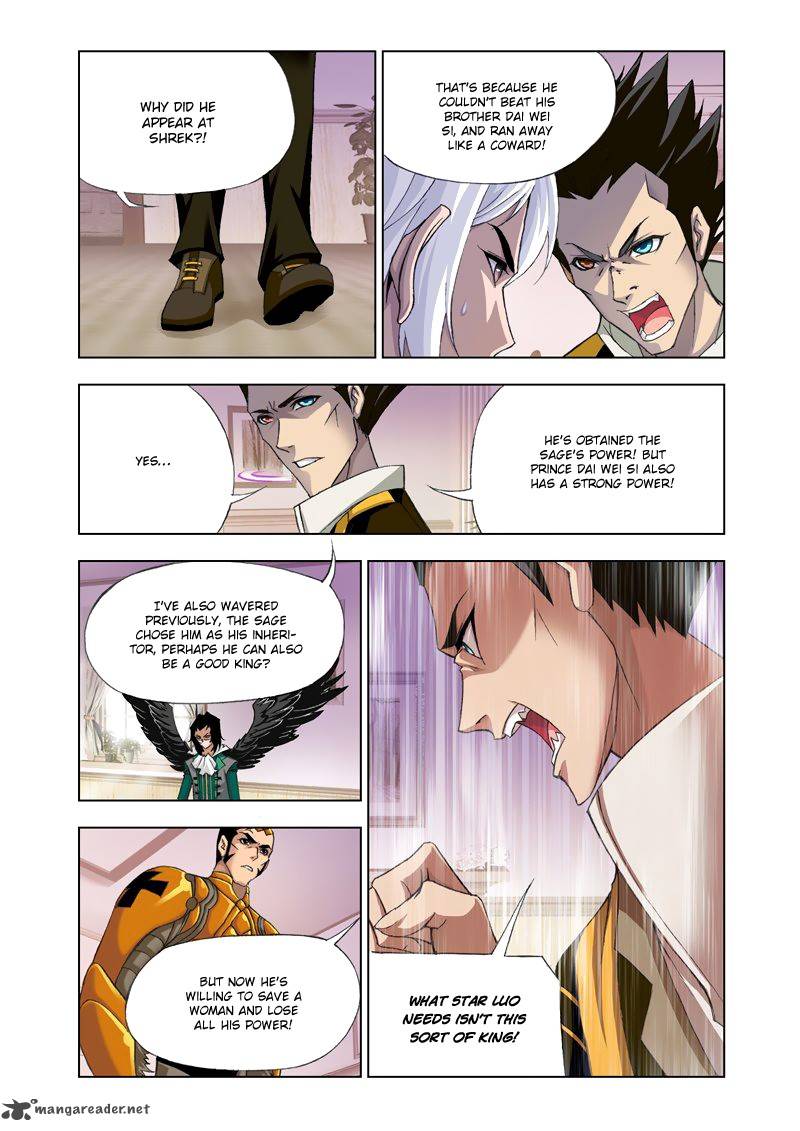 WHY DID HE
APPEAR AT
SHREK?!
THAT'S BECAUSE HE
COULDN'T BEAT HIS
BROTHER DAI WEI
SI, AND RAN AWAY
LIKE A COWARD!
YES...
HE'S OBTAINED THE
SAGE'S POWER! BUT
PRINCE DAI WEI SI ALSO
HAS A STRONG POWER!
I'VE ALSO WAVERED
PREVIOUSLY, THE SAGE
CHOSE HIM AS HIS INHERI-
TOR, PERHAPS HE CAN ALSO
BE A GOOD KING?
BUT NOW HE'S
WILLING TO SAVE A
WOMAN AND LOSE
ALL HIS POWER!
WHAT STAR LUO
NEEDS ISN'T THIS
SORT OF KING!
mangareader.net